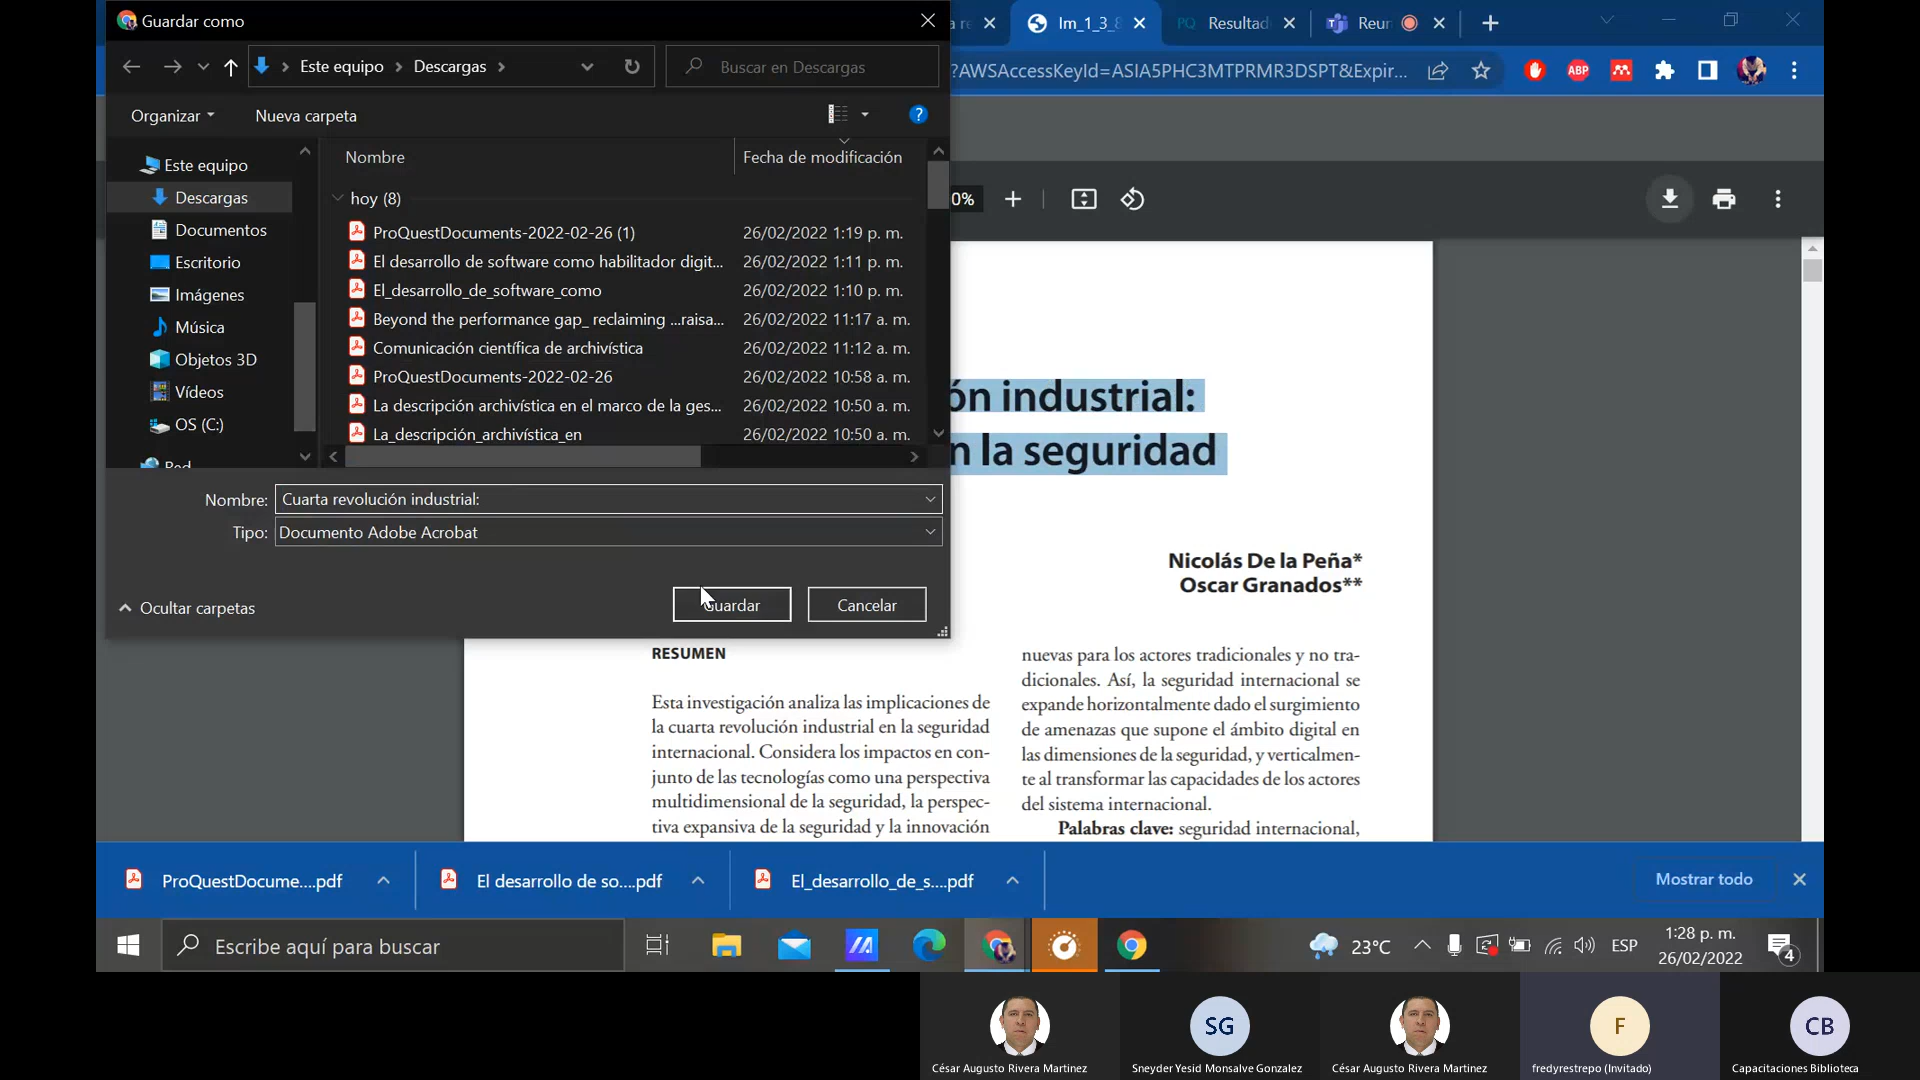 Guardar como
Im_1_3_8
Resultad
Reun
Este equipo
Descargas
Buscar en Descargas
?AWSAccessKeyId=ASIA5PHC3MTPRMR3DSPT&Expir...
ABP
Organizar
Nueva carpeta
Este equipo
Descargas
Documentos
Escritorio
Imágenes
Música
Objetos 3D
Vídeos
OS (C:)
Red
Nombre
Fecha de modificación
hoy (8)
ProQuestDocuments-2022-02-26 (1) 26/02/2022 1:19 p. m.
El desarrollo de software como habilitador digit... 26/02/2022 1:11 p. m.
El_desarrollo_de_software_como 26/02/2022 1:10 p. m.
Beyond the performance gap_ reclaiming ...raisa... 26/02/2022 11:17 a. m.
Comunicación científica de archivística 26/02/2022 11:12 a. m.
ProQuestDocuments-2022-02-26 26/02/2022 10:58 a. m.
La descripción archivística en el marco de la ges... 26/02/2022 10:50 a. m.
La_descripción_archivística_en 26/02/2022 10:50 a. m.
Nombre: Cuarta revolución industrial:
Tipo: Documento Adobe Acrobat
Ocultar carpetas
Guardar
Cancelar
0%
ón industrial:
n la seguridad
Nicolás De la Peña*
Oscar Granados**
RESUMEN
Esta investigación analiza las implicaciones de
la cuarta revolución industrial en la seguridad
internacional. Considera los impactos en con-
junto de las tecnologías como una perspectiva
multidimensional de la seguridad, la perspec-
tiva expansiva de la seguridad y la innovación
nuevas para los actores tradicionales y no tra-
dicionales. Así, la seguridad internacional se
expande horizontalmente dado el surgimiento
de amenazas que supone el ámbito digital en
las dimensiones de la seguridad, y verticalmen-
te al transformar las capacidades de los actores
del sistema internacional.
Palabras clave: seguridad internacional,
ProQuestDocume....pdf
El desarrollo de so....pdf
El_desarrollo_de_s....pdf
Mostrar todo
Escribe aquí para buscar
23°C
ESP
1:28 p. m.
26/02/2022
4
SG
F
CB
César Augusto Rivera Martinez
Sneyder Yesid Monsalve Gonzalez
César Augusto Rivera Martinez
fredyrestrepo (Invitado)
Capacitaciones Biblioteca